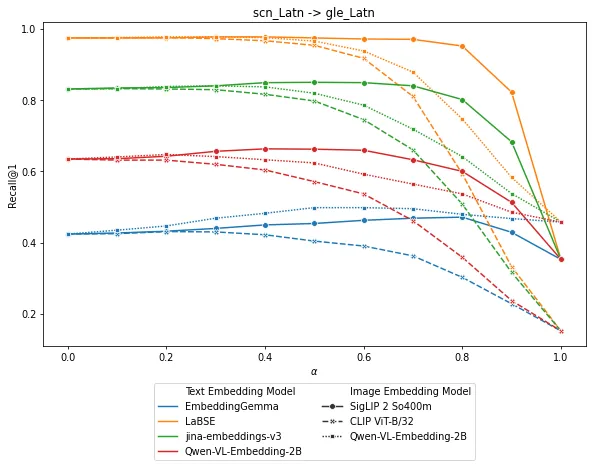 scn_Latn -> gle_Latn
Recall@1
1.0
0.8
0.6
0.4
0.2
0.0 0.2 0.4 0.6 0.8 1.0
α
Text Embedding Model Image Embedding Model
EmbeddingGemma SigLIP 2 So400m
LaBSE CLIP ViT-B/32
jina-embeddings-v3 Qwen-VL-Embedding-2B
Qwen-VL-Embedding-2B